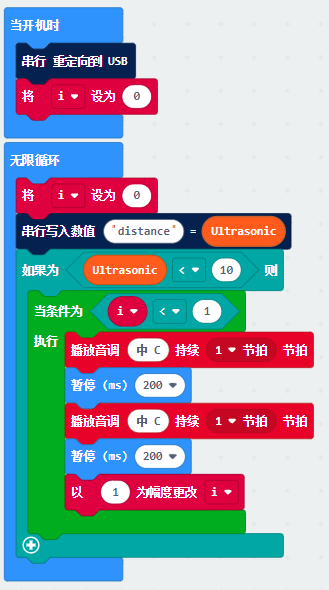 当开机时
串行 重定向到 USB
将 i 设为 0
无限循环
将 i 设为 0
串行写入数值 "distance" = Ultrasonic
如果为 Ultrasonic < 10 则
当条件为 i < 1
执行
播放音调 中 C 持续 1 节拍 节拍
暂停 (ms) 200
播放音调 中 C 持续 1 节拍 节拍
暂停 (ms) 200
以 1 为幅度更改 i